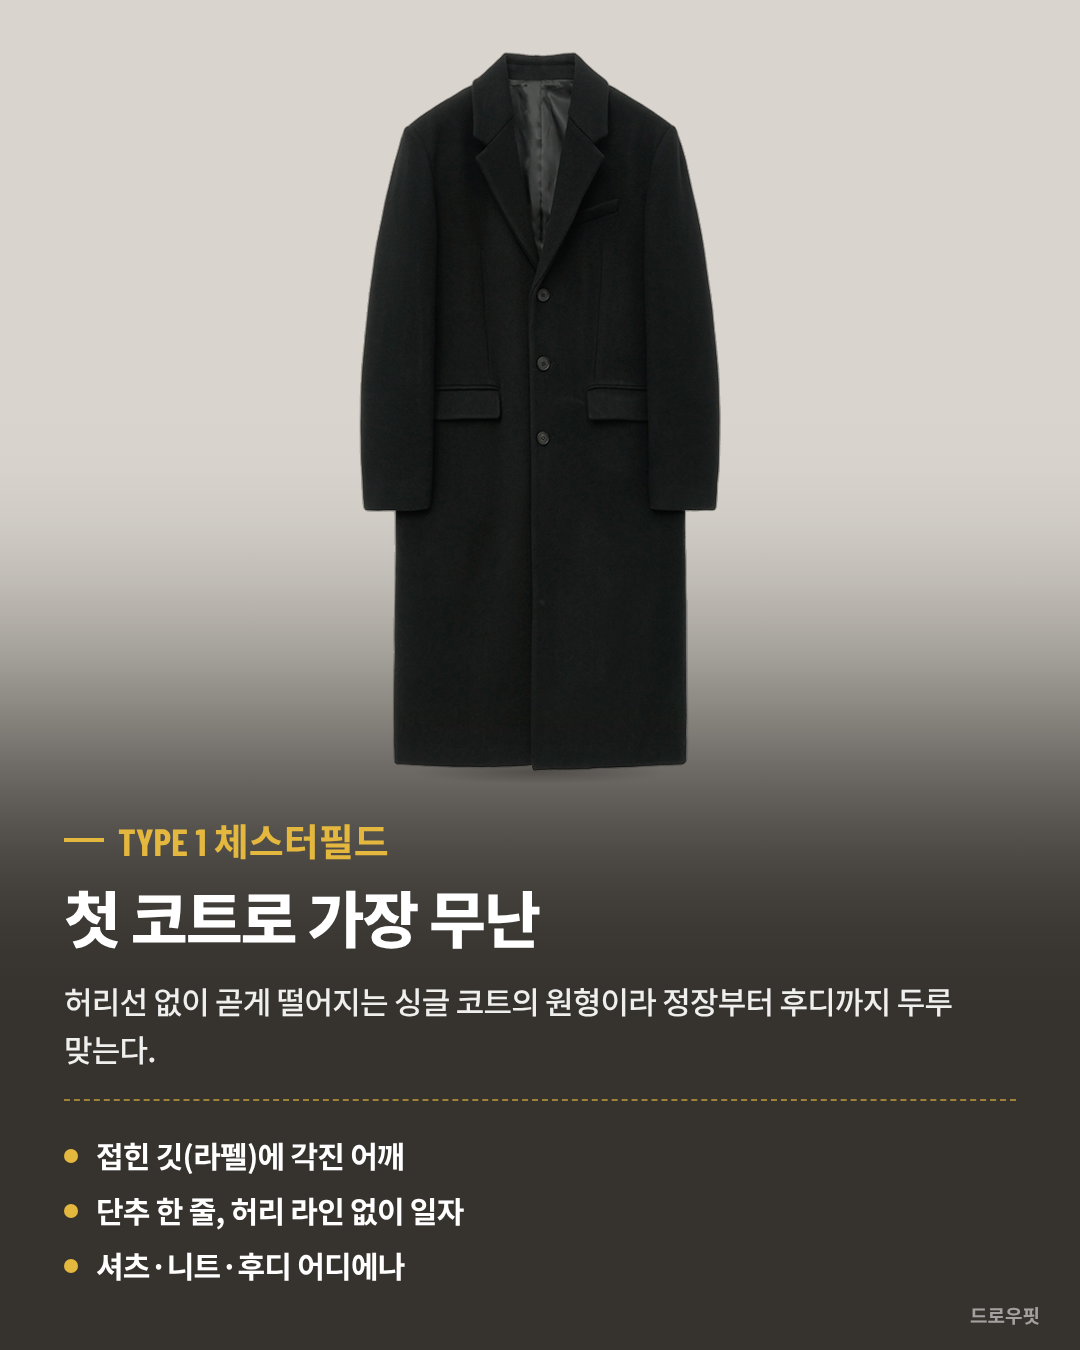 TYPE 1 체스터필드
첫 코트로 가장 무난
허리선 없이 곧게 떨어지는 싱글 코트의 원형이라 정장부터 후디까지 두루
맞는다.
접힌 깃(라펠)에 각진 어깨
단추 한 줄, 허리 라인 없이 일자
셔츠·니트·후디 어디에나
드로우핏